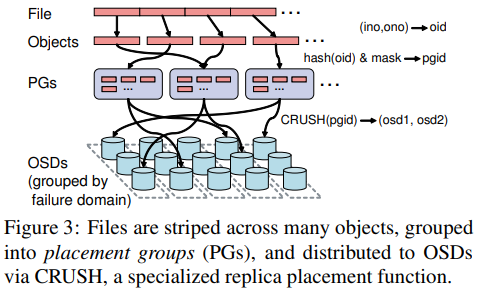 File
(ino,ono) → oid
Objects
hash(oid) & mask → pgid
PGs
... ... ...
CRUSH(pgid) → (osd1, osd2)
OSDs
(grouped by
failure domain)
Figure 3: Files are striped across many objects, grouped
into placement groups (PGs), and distributed to OSDs
via CRUSH, a specialized replica placement function.